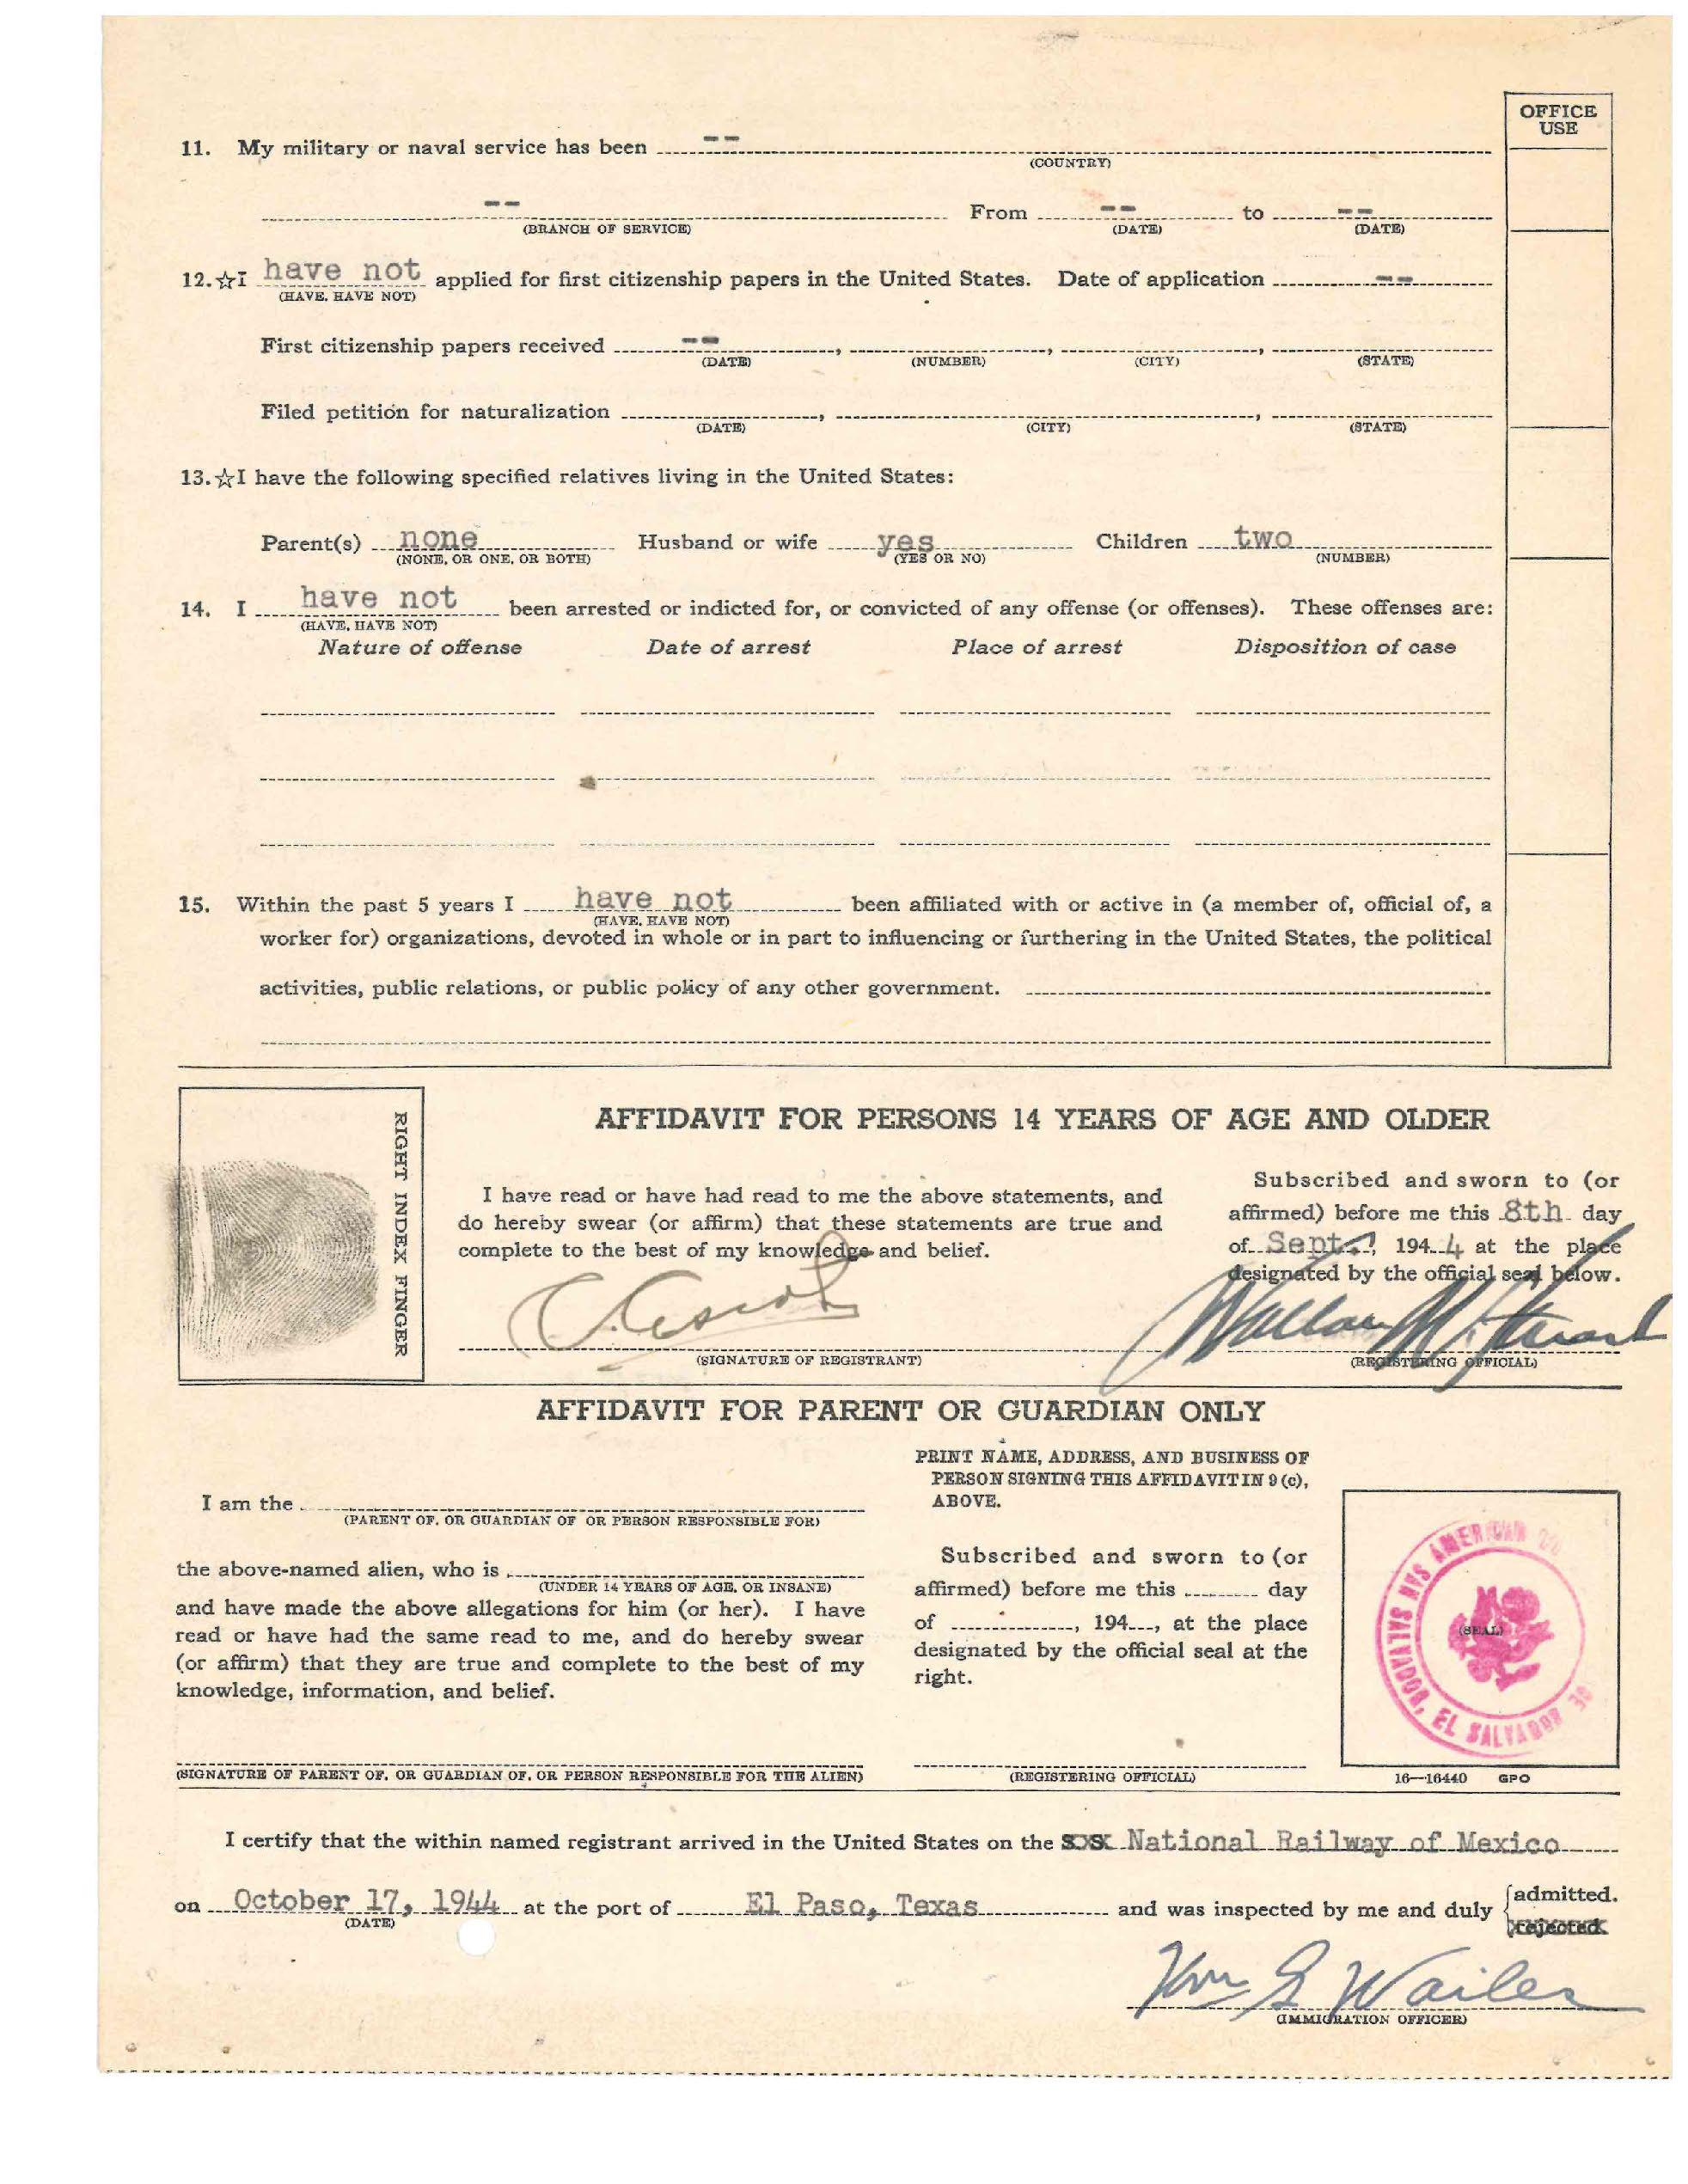 OFFICE
USE
11. My military or naval service has been --
(COUNTRY)
-- From -- to --
(BRANCH OF SERVICE) (DATE) (DATE)
12. ☆I have not applied for first citizenship papers in the United States. Date of application --
(HAVE, HAVE NOT)
First citizenship papers received --, , ,
(DATE) (NUMBER) (CITY) (STATE)
Filed petition for naturalization , ,
(DATE) (CITY) (STATE)
13. ☆I have the following specified relatives living in the United States:
Parent(s) none Husband or wife yes Children two
(NONE, OR ONE, OR BOTH) (YES OR NO) (NUMBER)
14. I have not been arrested or indicted for, or convicted of any offense (or offenses). These offenses are:
(HAVE, HAVE NOT)
Nature of offense Date of arrest Place of arrest Disposition of case
15. Within the past 5 years I have not been affiliated with or active in (a member of, official of, a
(HAVE, HAVE NOT)
worker for) organizations, devoted in whole or in part to influencing or furthering in the United States, the political
activities, public relations, or public policy of any other government.
RIGHT INDEX FINGER
AFFIDAVIT FOR PERSONS 14 YEARS OF AGE AND OLDER
I have read or have had read to me the above statements, and
do hereby swear (or affirm) that these statements are true and
complete to the best of my knowledge and belief.
(SIGNATURE OF REGISTRANT)
Subscribed and sworn to (or
affirmed) before me this 8th day
of Sept., 1944 at the place
designated by the official seal below.
(REGISTERING OFFICIAL)
AFFIDAVIT FOR PARENT OR GUARDIAN ONLY
I am the
(PARENT OF, OR GUARDIAN OF OR PERSON RESPONSIBLE FOR)
the above-named alien, who is
(UNDER 14 YEARS OF AGE, OR INSANE)
and have made the above allegations for him (or her). I have
read or have had the same read to me, and do hereby swear
(or affirm) that they are true and complete to the best of my
knowledge, information, and belief.
(SIGNATURE OF PARENT OF, OR GUARDIAN OF, OR PERSON RESPONSIBLE FOR THE ALIEN)
PRINT NAME, ADDRESS, AND BUSINESS OF
PERSON SIGNING THIS AFFIDAVIT IN 9 (c),
ABOVE.
Subscribed and sworn to (or
affirmed) before me this day
of , 194 , at the place
designated by the official seal at the
right.
(REGISTERING OFFICIAL)
AMERICAN
SAN SALVADOR, EL SALVADOR
(SEAL)
16—16440 GPO
I certify that the within named registrant arrived in the United States on the National Railway of Mexico
on October 17, 1944 at the port of El Paso, Texas and was inspected by me and duly {admitted.
(DATE) rejected.
Wm G Wailes
(IMMIGRATION OFFICER)